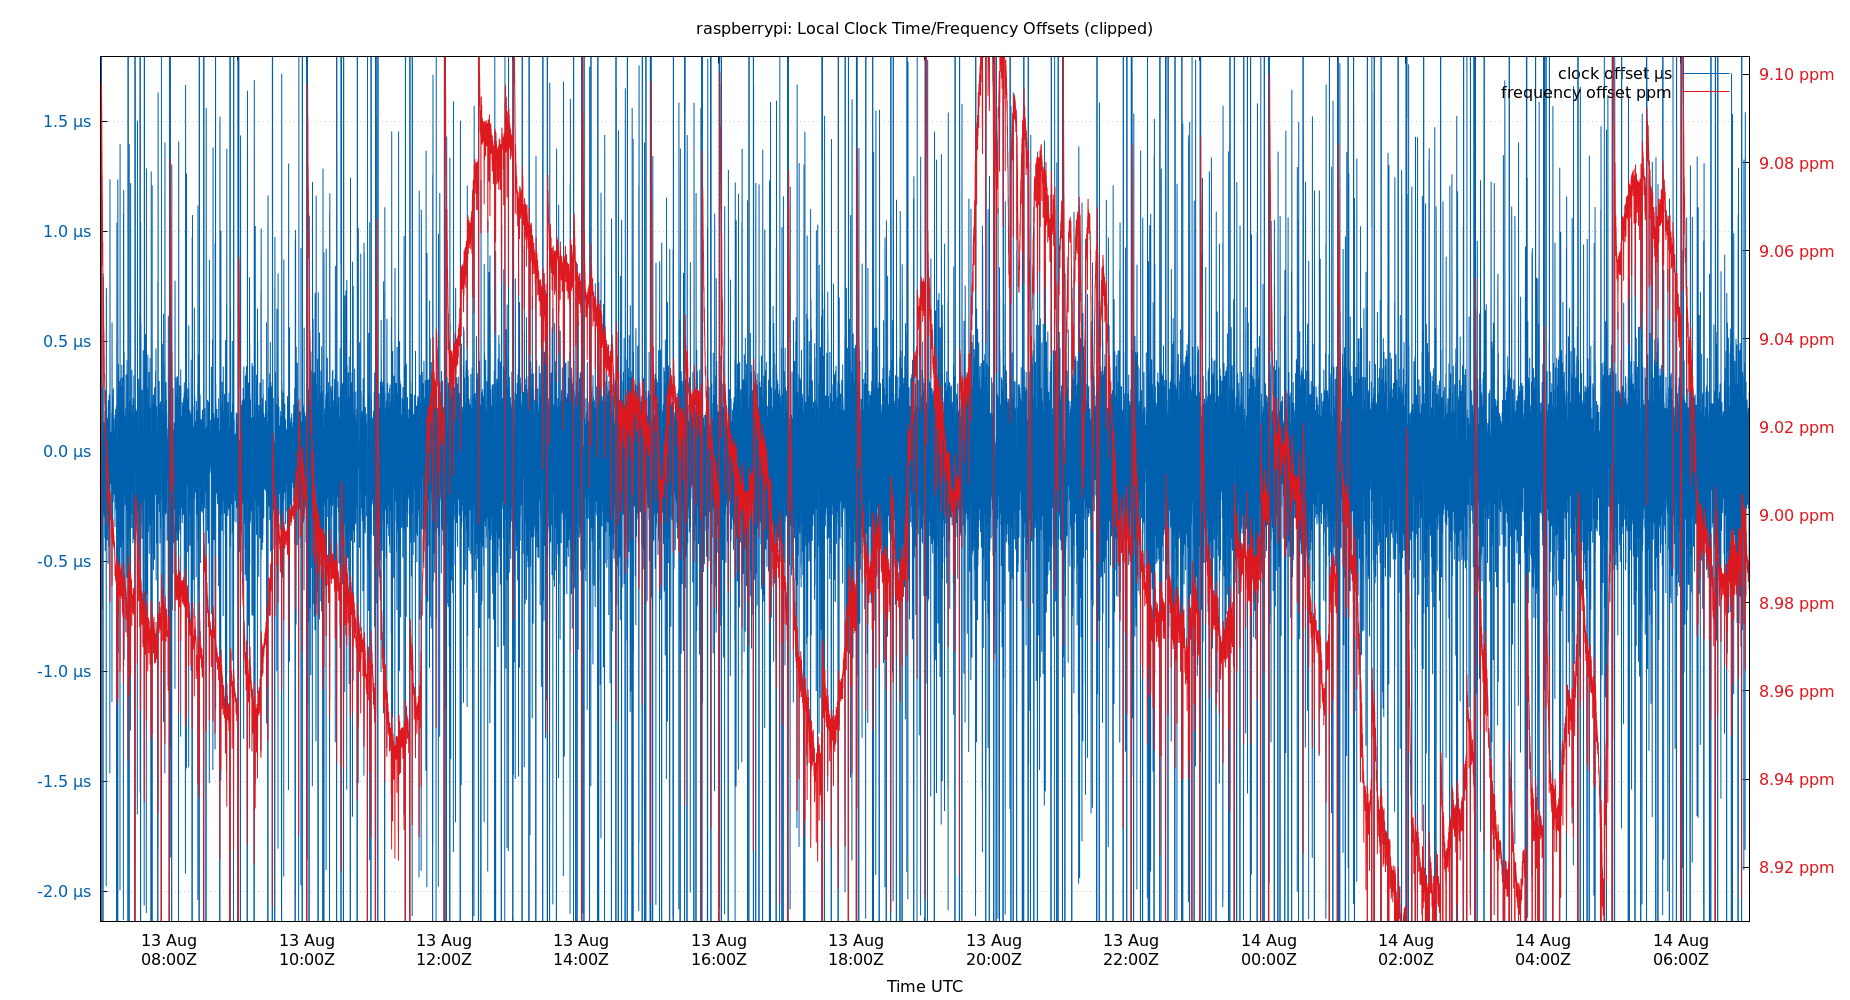 raspberrypi: Local Clock Time/Frequency Offsets (clipped)
clock offset µs
frequency offset ppm
1.5 µs
1.0 µs
0.5 µs
0.0 µs
-0.5 µs
-1.0 µs
-1.5 µs
-2.0 µs
9.10 ppm
9.08 ppm
9.06 ppm
9.04 ppm
9.02 ppm
9.00 ppm
8.98 ppm
8.96 ppm
8.94 ppm
8.92 ppm
13 Aug
08:00Z
13 Aug
10:00Z
13 Aug
12:00Z
13 Aug
14:00Z
13 Aug
16:00Z
13 Aug
18:00Z
13 Aug
20:00Z
13 Aug
22:00Z
14 Aug
00:00Z
14 Aug
02:00Z
14 Aug
04:00Z
14 Aug
06:00Z
Time UTC